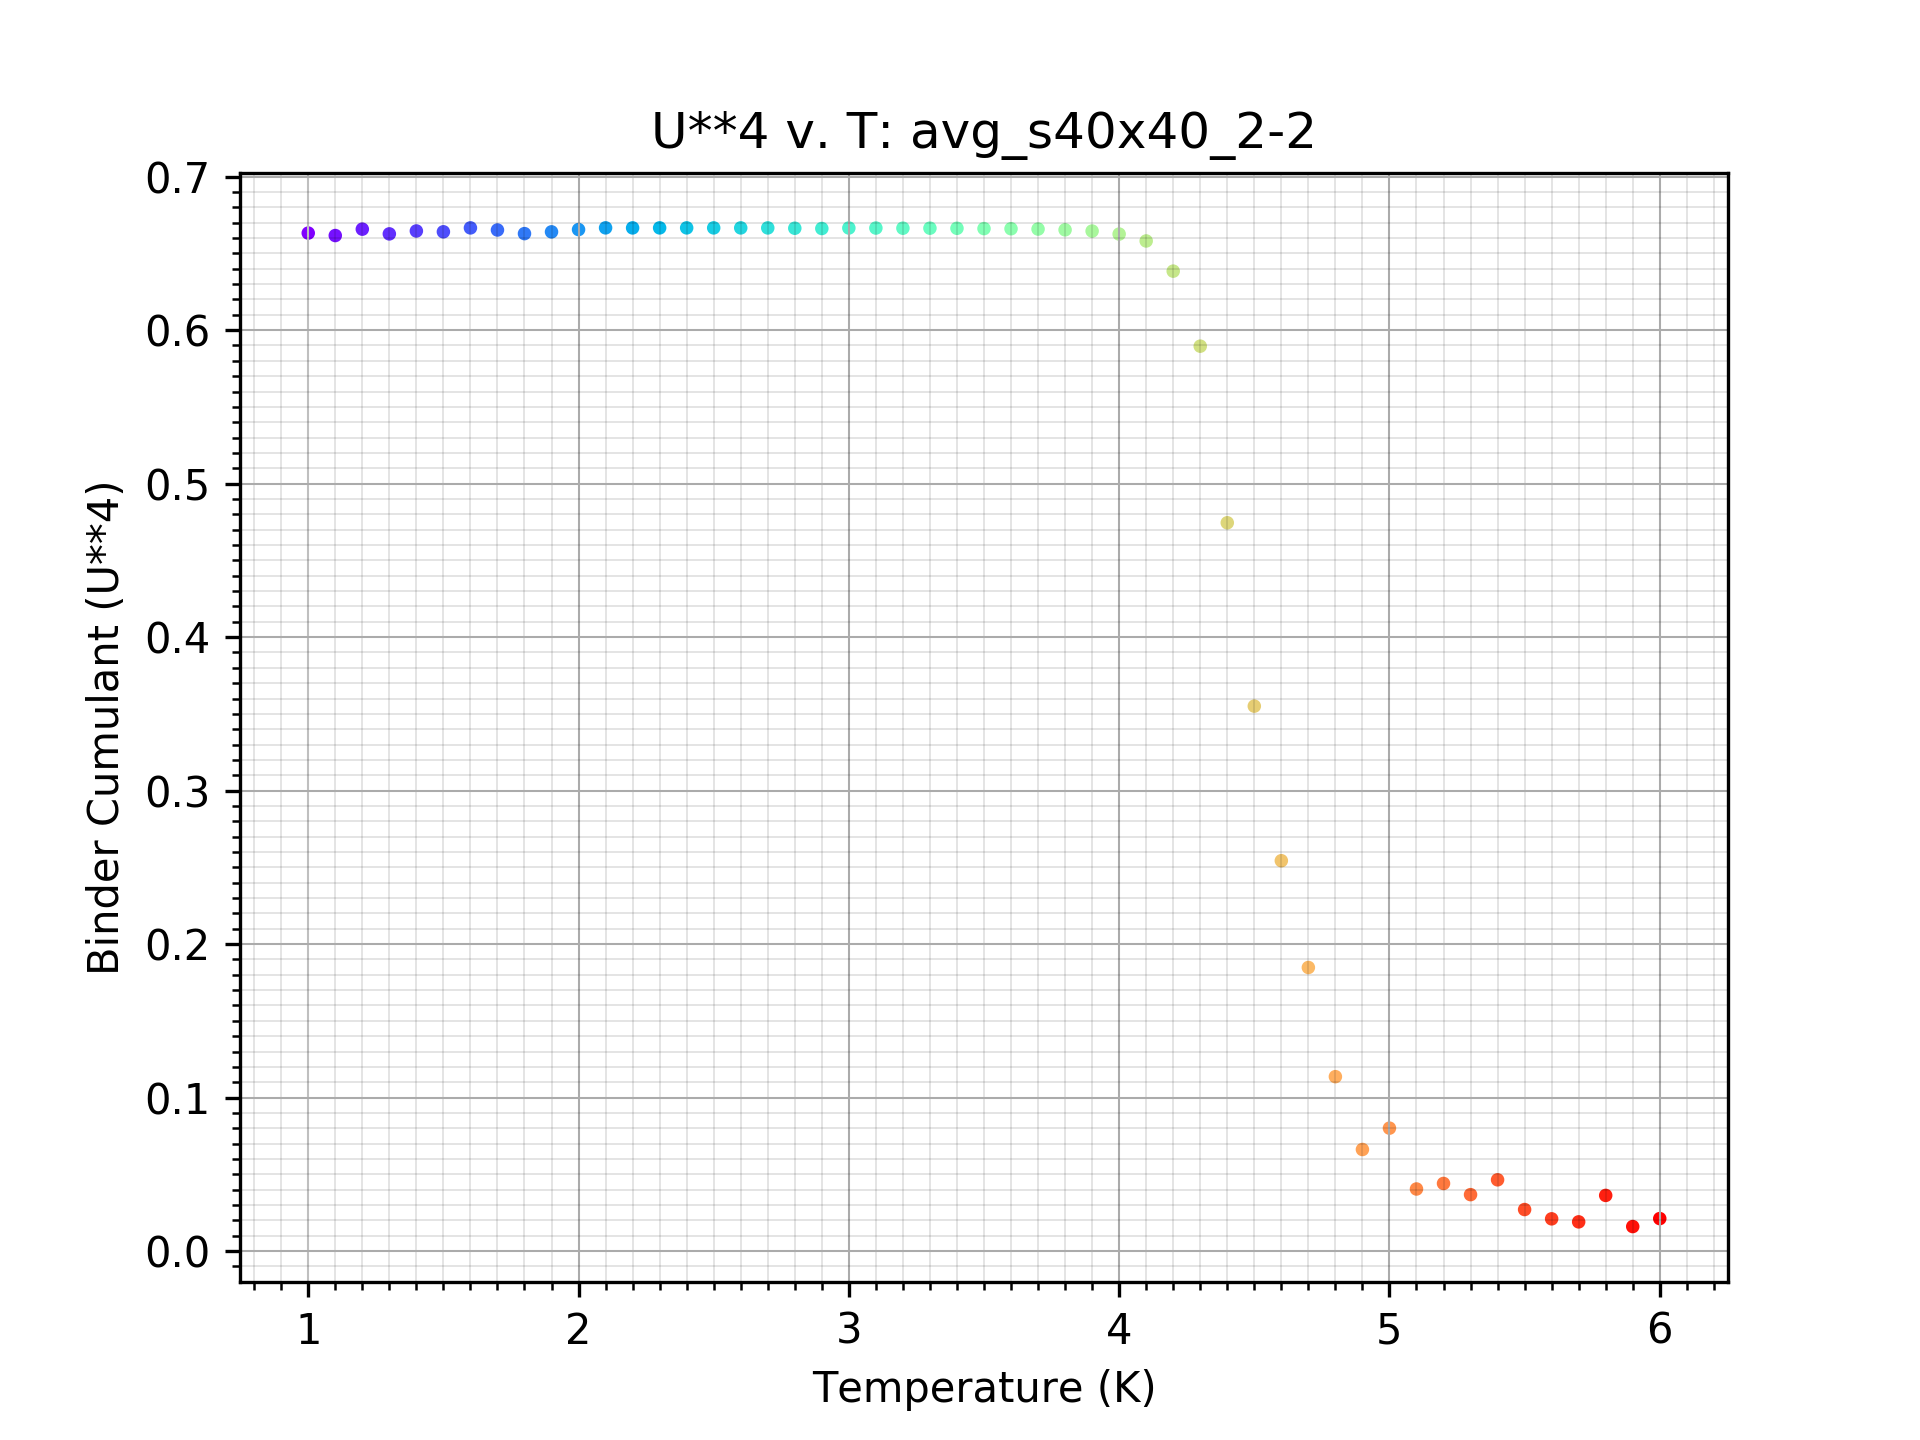 U**4 v. T: avg_s40x40_2-2
0.7
0.6
0.5
0.4
0.3
0.2
0.1
0.0
Binder Cumulant (U**4)
1 2 3 4 5 6
Temperature (K)